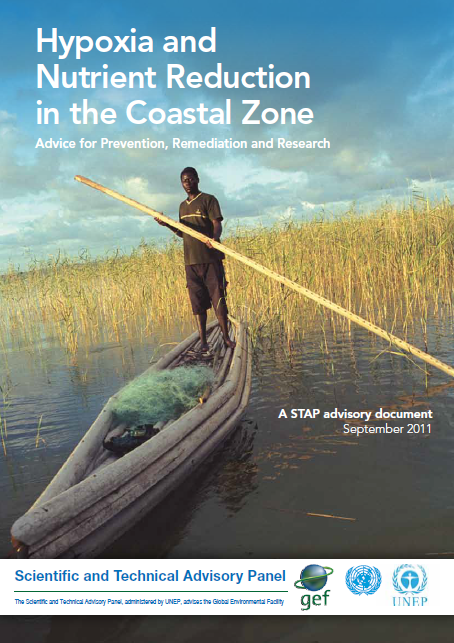 Hypoxia and
Nutrient Reduction
in the Coastal Zone
Advice for Prevention, Remediation and Research
A STAP advisory document
September 2011
Scientific and Technical Advisory Panel
The Scientific and Technical Advisory Panel, administered by UNEP, advises the Global Environmental Facility
gef
UNEP